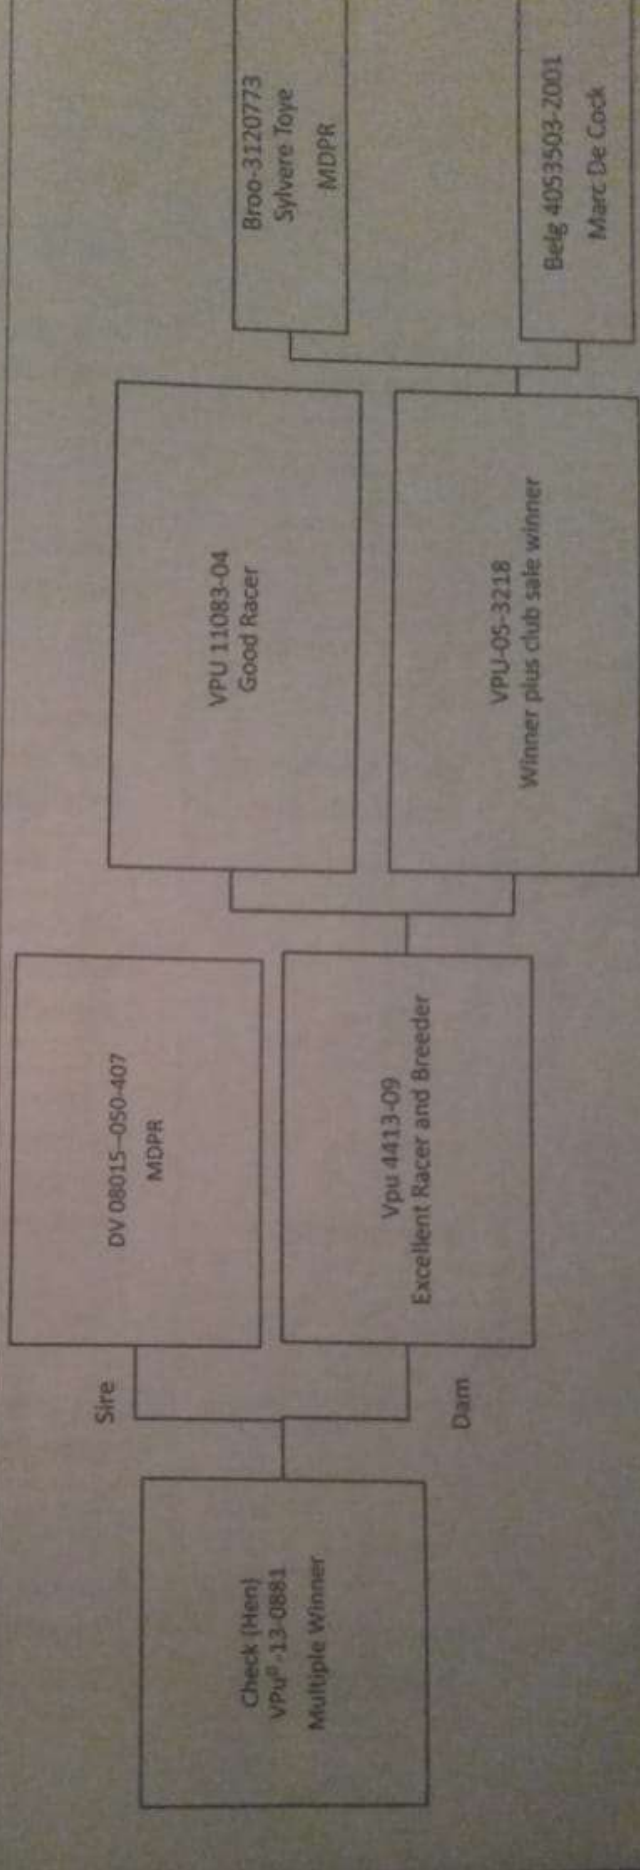 Check (Hen)
VPuᴰ-13-0881
Multiple Winner
Sire
Dam
DV 08015--050-407
MDPR
Vpu 4413-09
Excellent Racer and Breeder
VPU 11083-04
Good Racer
VPU-05-3218
Winner plus club sale winner
Broo-3120773
Sylvere Toye
MDPR
Belg 4053503-2001
Marc De Cock